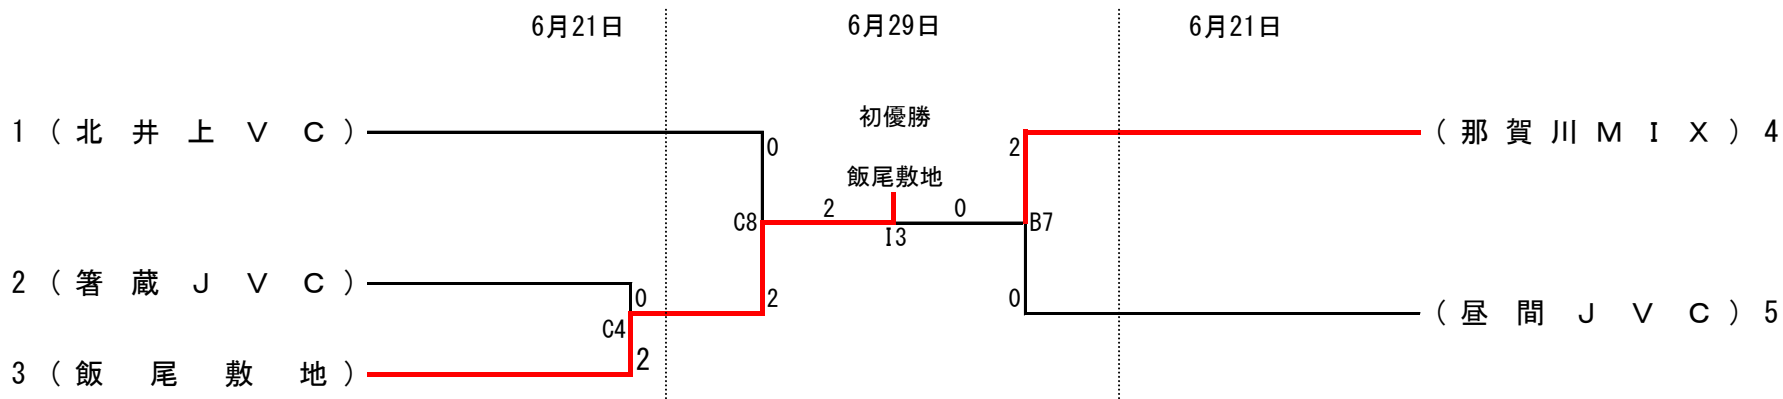 6月21日 6月29日 6月21日
初優勝
1 ( 北 井 上 V C ) 0 2 ( 那 賀 川 M I X ) 4
飯尾敷地
2 0
C8 I3 B7
2 ( 箸 蔵 J V C ) 0 2 0
C4 ( 昼 間 J V C ) 5
3 ( 飯 尾 敷 地 ) 2